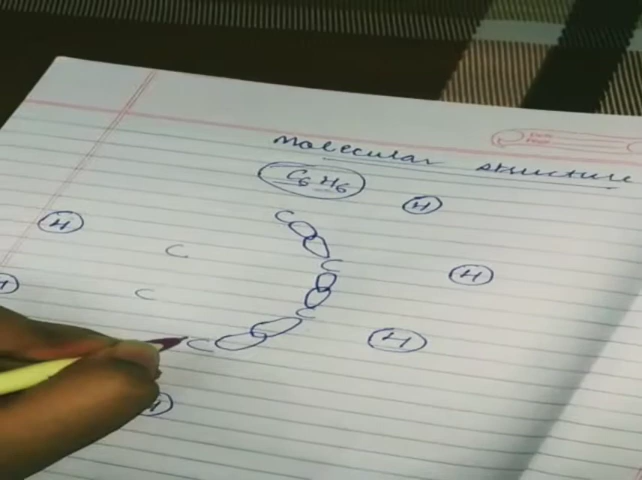 Molecular structure
C6H6
C H
H C C
H C H
C H
C H
H